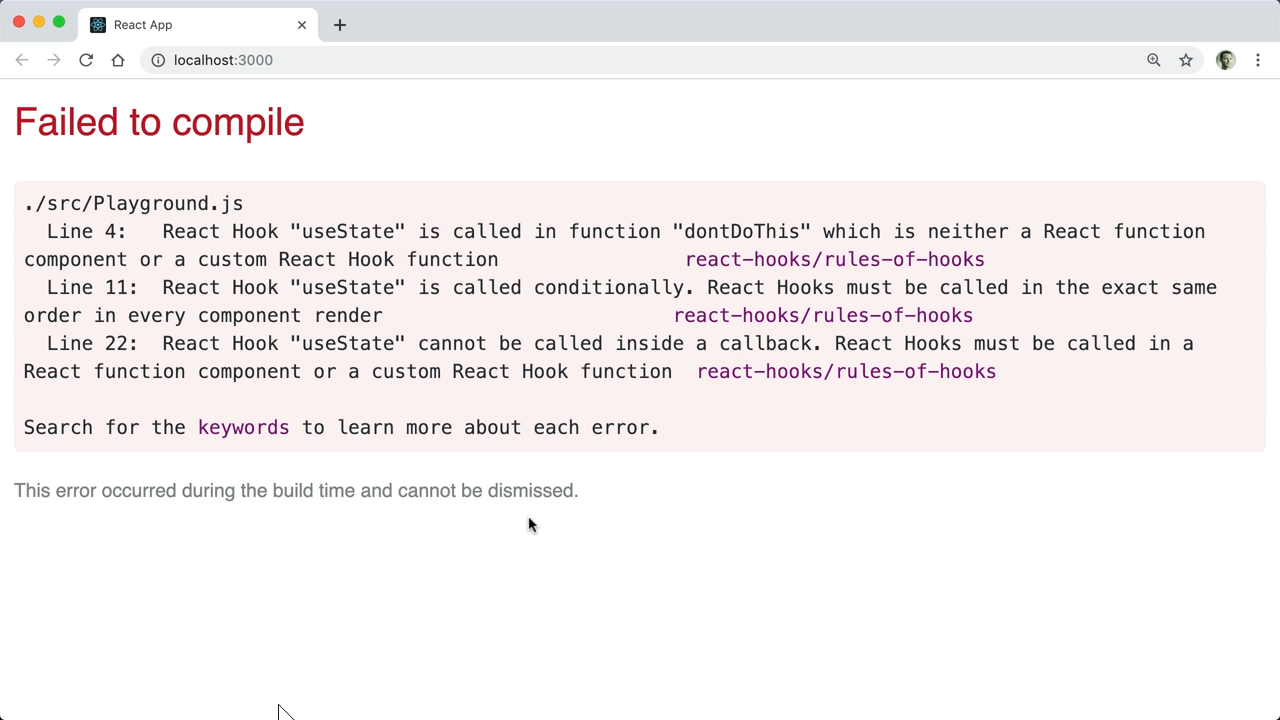 React App
localhost:3000
Failed to compile
./src/Playground.js
Line 4: React Hook "useState" is called in function "dontDoThis" which is neither a React function
component or a custom React Hook function react-hooks/rules-of-hooks
Line 11: React Hook "useState" is called conditionally. React Hooks must be called in the exact same
order in every component render react-hooks/rules-of-hooks
Line 22: React Hook "useState" cannot be called inside a callback. React Hooks must be called in a
React function component or a custom React Hook function react-hooks/rules-of-hooks
Search for the keywords to learn more about each error.
This error occurred during the build time and cannot be dismissed.